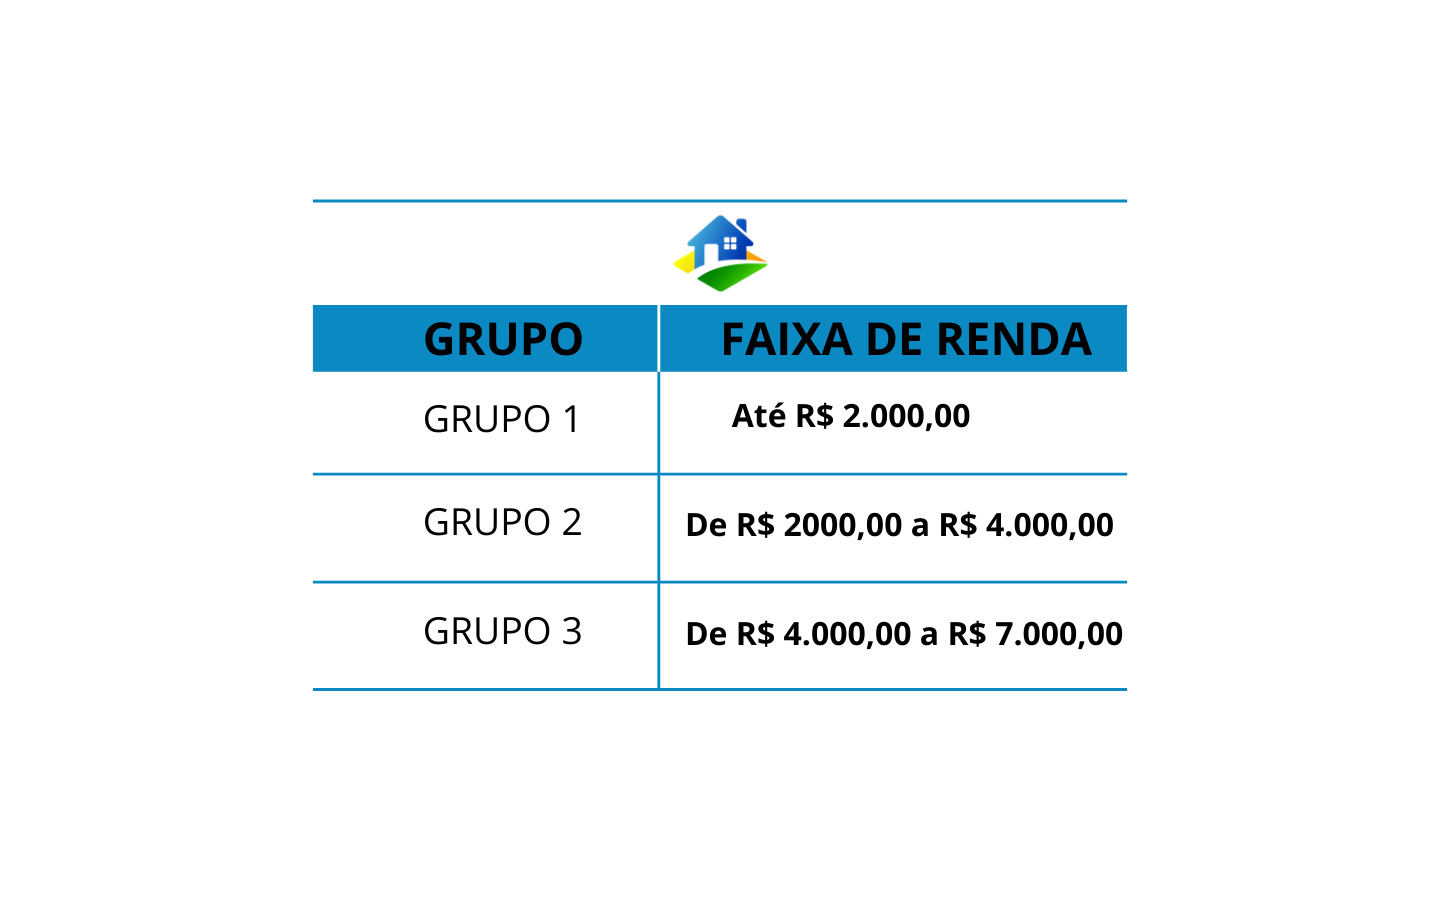 GRUPO FAIXA DE RENDA
GRUPO 1 Até R$ 2.000,00
GRUPO 2 De R$ 2000,00 a R$ 4.000,00
GRUPO 3 De R$ 4.000,00 a R$ 7.000,00